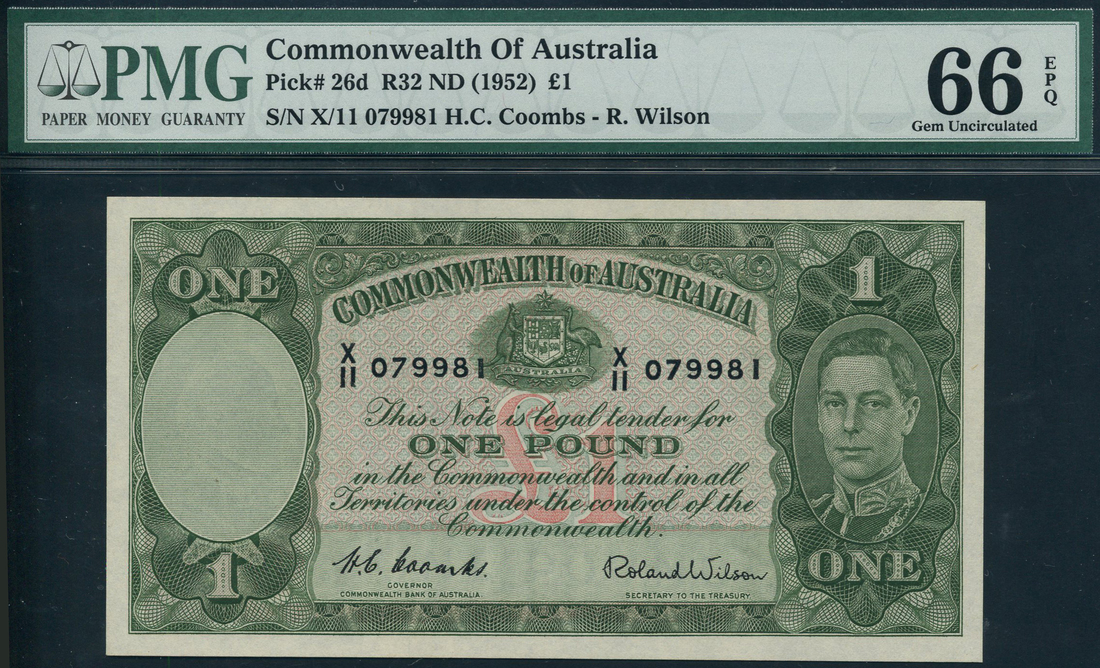 PMG
PAPER MONEY GUARANTY
Commonwealth Of Australia
Pick# 26d R32 ND (1952) £1
S/N X/11 079981 H.C. Coombs - R. Wilson
66 EPQ
Gem Uncirculated
ONE
1
COMMONWEALTH OF AUSTRALIA
AUSTRALIA
X/11 079981
X/11 079981
£1
This Note is legal tender for
ONE POUND
in the Commonwealth and in all
Territories under the control of the
Commonwealth.
H.C. Coombs.
GOVERNOR
COMMONWEALTH BANK OF AUSTRALIA
Roland Wilson
SECRETARY TO THE TREASURY.
1
ONE